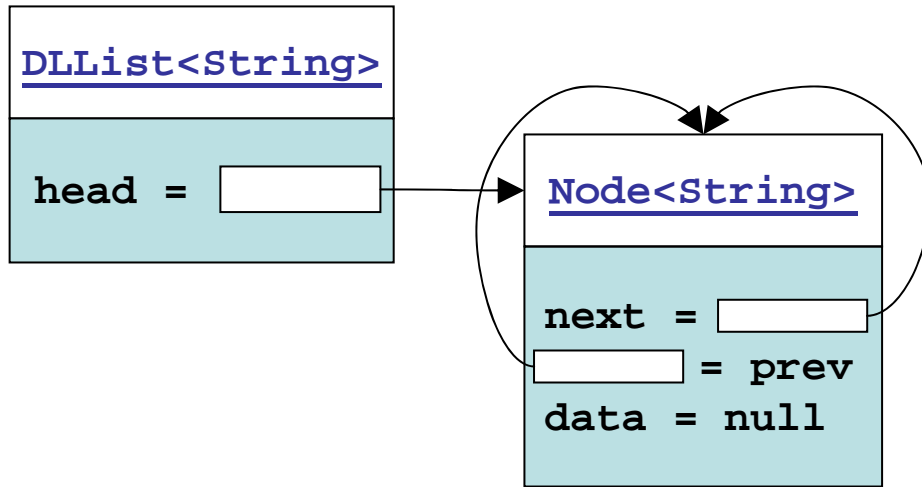 DLList<String>
head =
Node<String>
next =
= prev
data = null